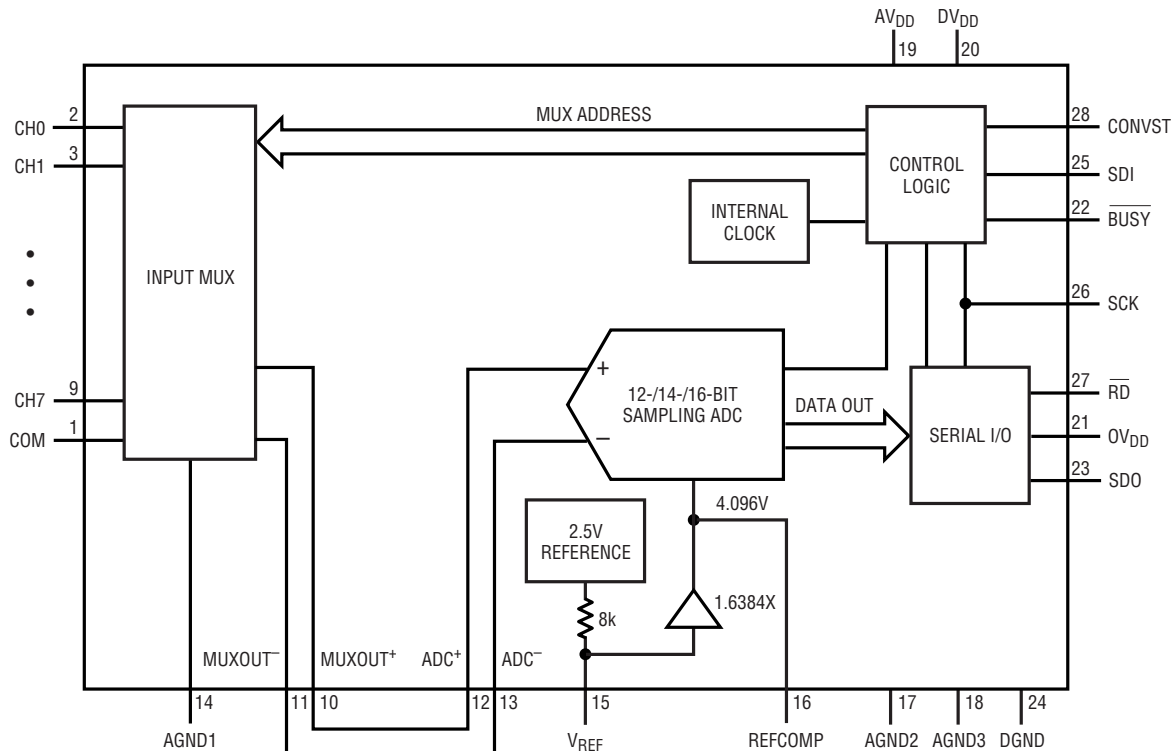 AVDD DVDD
19 20
2 MUX ADDRESS 28
CH0 CONVST
3
CH1 CONTROL
LOGIC
25 SDI
INTERNAL
CLOCK
22 BUSY
INPUT MUX
26
SCK
+
12-/14-/16-BIT
SAMPLING ADC
DATA OUT
SERIAL I/O
27 RD
9
CH7
21
OVDD
1
COM
–
23
SDO
4.096V
2.5V
REFERENCE
1.6384X
8k
MUXOUT– MUXOUT+ ADC+ ADC–
14 11 10 12 13 15 16 17 18 24
AGND1 VREF REFCOMP AGND2 AGND3 DGND